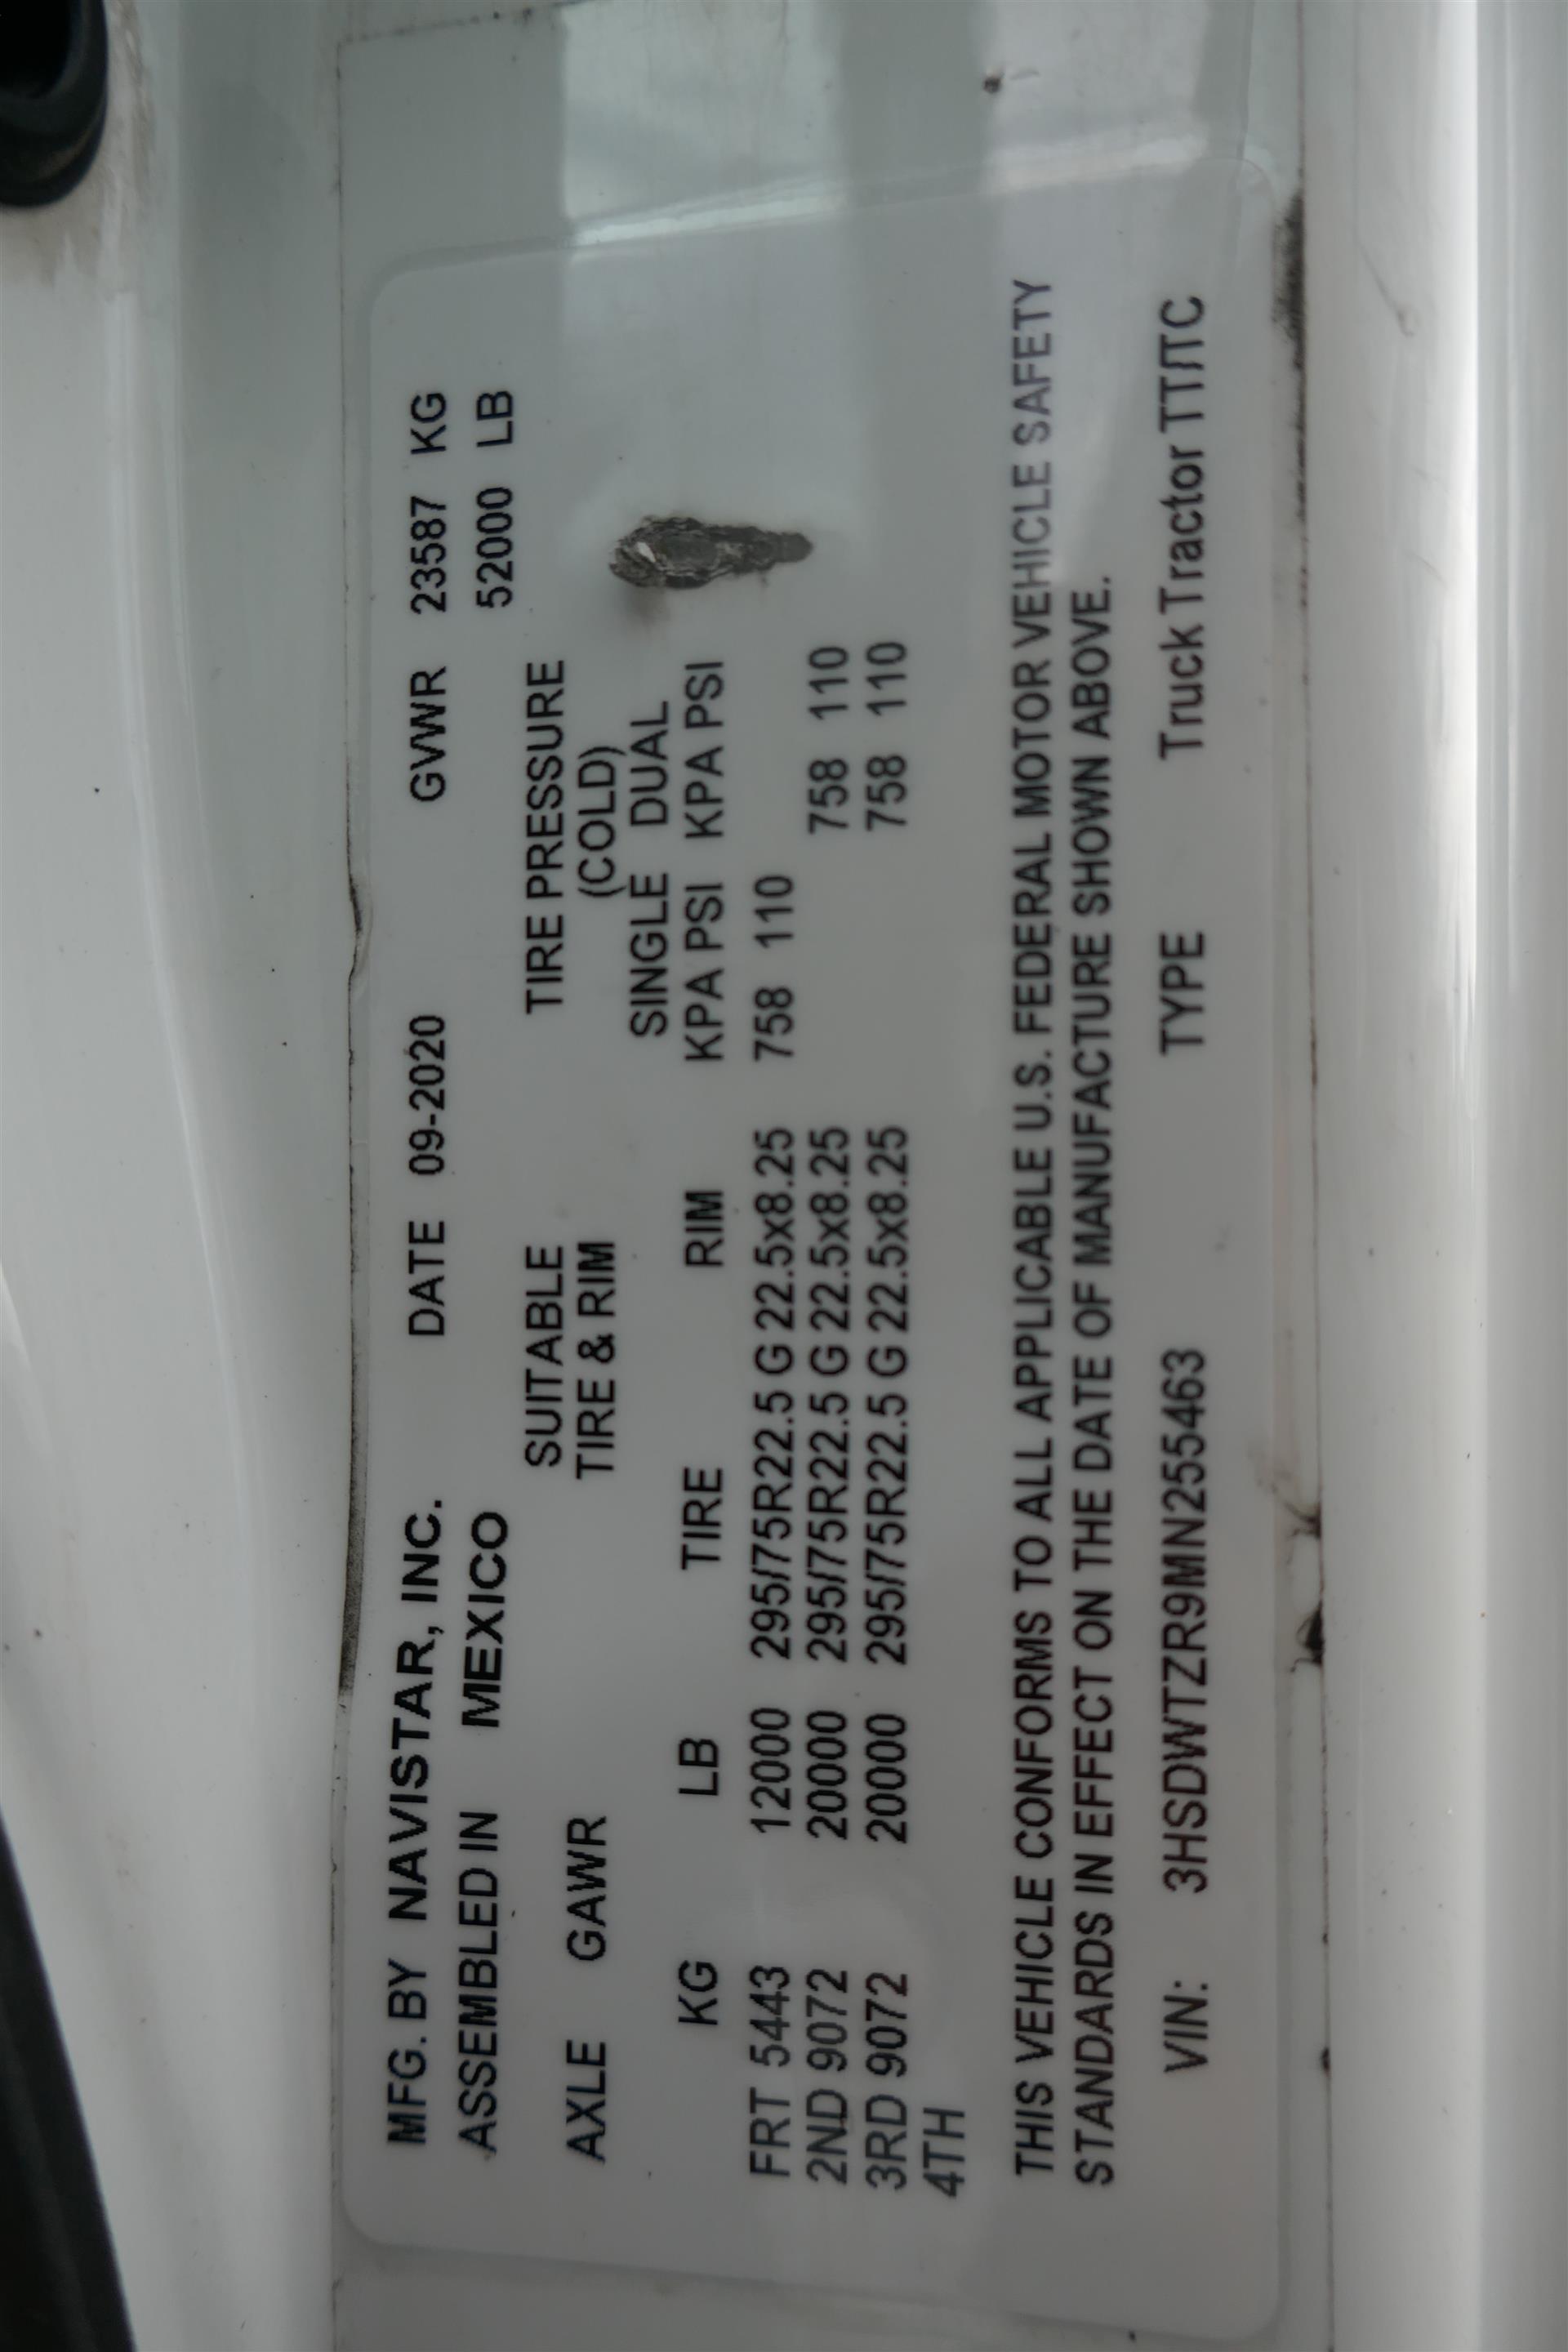 MFG. BY NAVISTAR, INC. DATE 09-2020 GVWR 23587 KG
ASSEMBLED IN MEXICO 52000 LB
SUITABLE TIRE PRESSURE
AXLE GAWR TIRE & RIM (COLD)
SINGLE DUAL
KG LB TIRE RIM KPA PSI KPA PSI
FRT 5443 12000 295/75R22.5 G 22.5x8.25 758 110
2ND 9072 20000 295/75R22.5 G 22.5x8.25 758 110
3RD 9072 20000 295/75R22.5 G 22.5x8.25 758 110
4TH
THIS VEHICLE CONFORMS TO ALL APPLICABLE U.S. FEDERAL MOTOR VEHICLE SAFETY
STANDARDS IN EFFECT ON THE DATE OF MANUFACTURE SHOWN ABOVE.
VIN: 3HSDWTZR9MN255463 TYPE Truck Tractor TT/TC